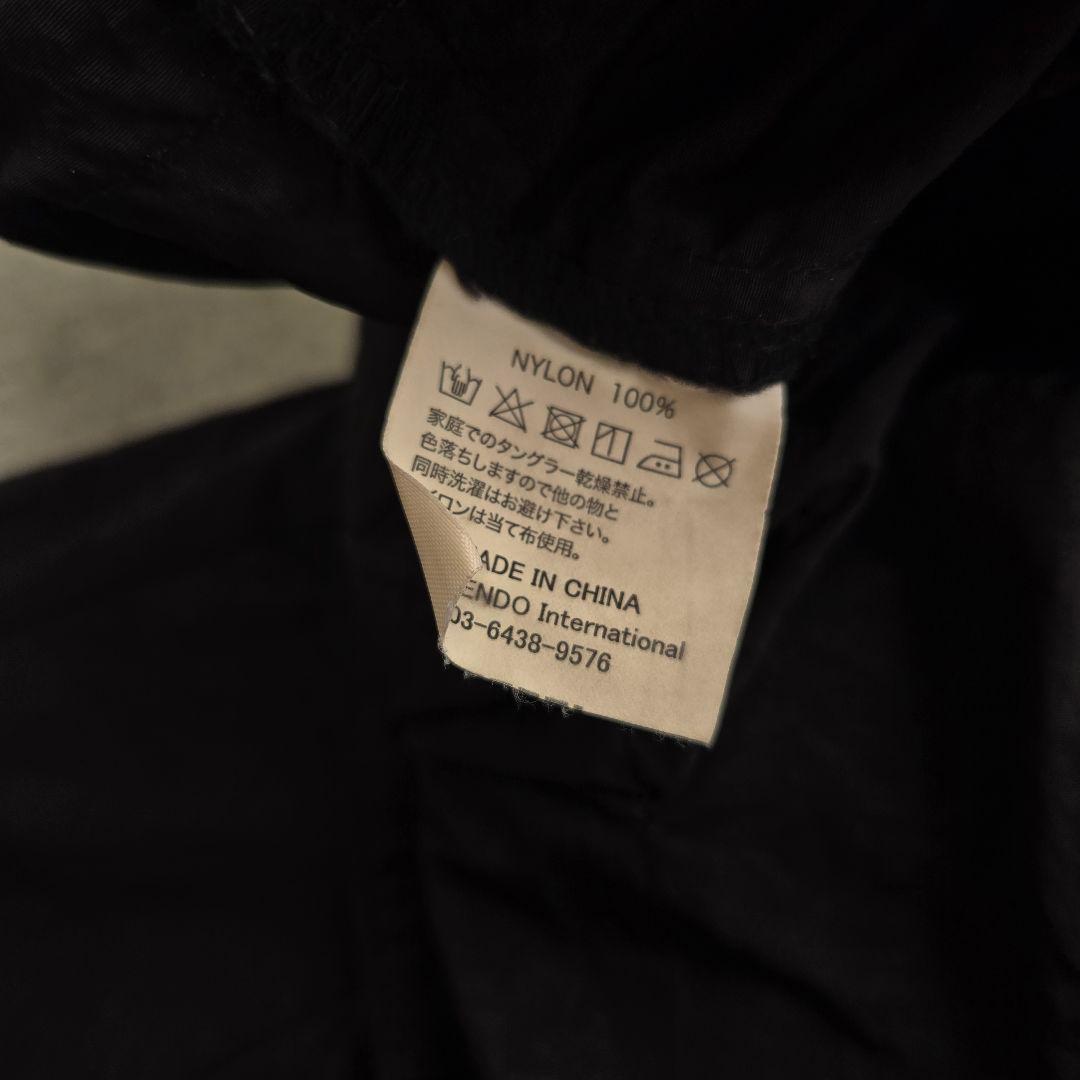 NYLON 100%
家庭でのタングラー乾燥禁止。
色落ちしますので他の物と
同時洗濯はお避け下さい。
イロンは当て布使用。
ADE IN CHINA
ENDO International
03-6438-9576